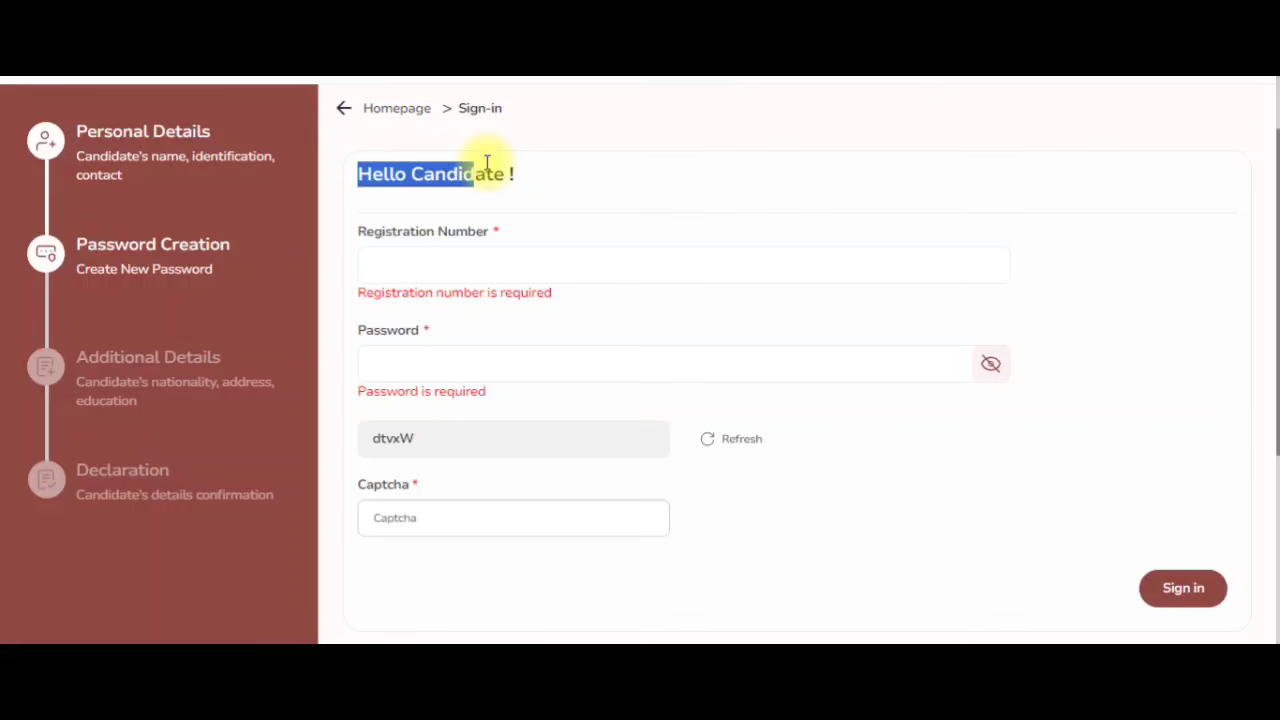 Homepage > Sign-in
Personal Details
Candidate's name, identification,
contact
Password Creation
Create New Password
Additional Details
Candidate's nationality, address,
education
Declaration
Candidate's details confirmation
Hello Candidate !
Registration Number *
Registration number is required
Password *
Password is required
dtvxW
Refresh
Captcha *
Captcha
Sign in